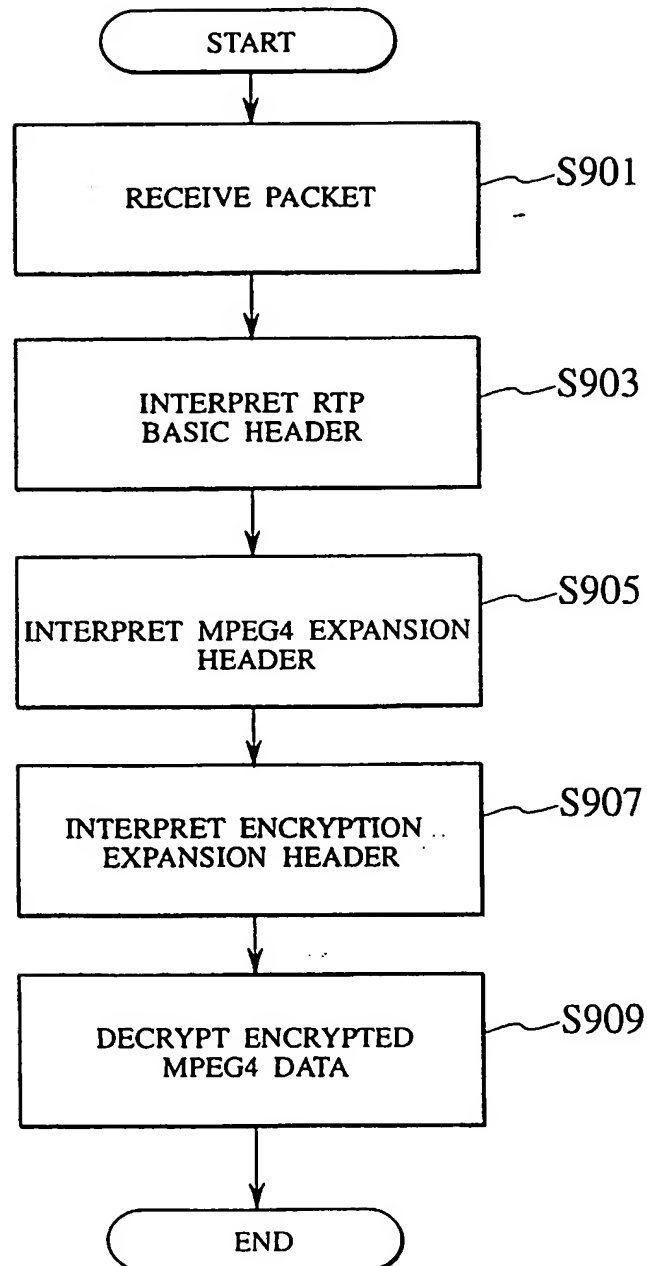 START
RECEIVE PACKET
S901
INTERPRET RTP
BASIC HEADER
S903
INTERPRET MPEG4 EXPANSION
HEADER
S905
INTERPRET ENCRYPTION
EXPANSION HEADER
S907
DECRYPT ENCRYPTED
MPEG4 DATA
S909
END